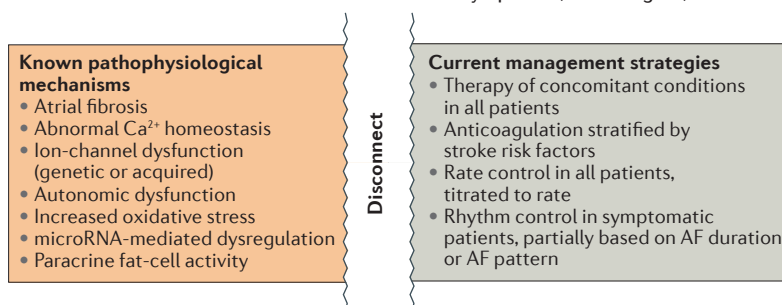 Known pathophysiological
mechanisms
• Atrial fibrosis
• Abnormal Ca²⁺ homeostasis
• Ion-channel dysfunction
(genetic or acquired)
• Autonomic dysfunction
• Increased oxidative stress
• microRNA-mediated dysregulation
• Paracrine fat-cell activity
Disconnect
Current management strategies
• Therapy of concomitant conditions
in all patients
• Anticoagulation stratified by
stroke risk factors
• Rate control in all patients,
titrated to rate
• Rhythm control in symptomatic
patients, partially based on AF duration
or AF pattern